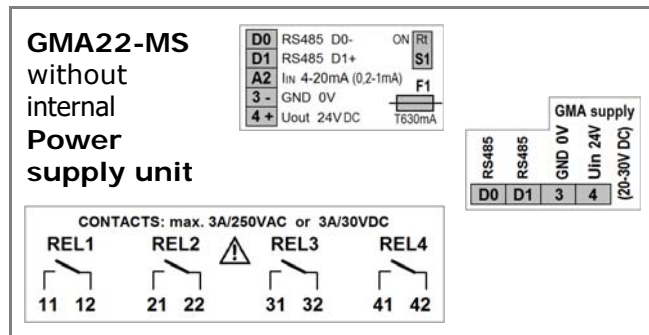 GMA22-MS
without
internal
Power
supply unit
D0 RS485 D0- ON Rt
D1 RS485 D1+ S1
A2 IIN 4-20mA (0,2-1mA) F1
3 - GND 0V
4 + Uout 24VDC T630mA
GMA supply
RS485
RS485
GND 0V
Uin 24V
(20-30V DC)
D0 D1 3 4
CONTACTS: max. 3A/250VAC or 3A/30VDC
REL1 REL2 REL3 REL4
11 12 21 22 31 32 41 42